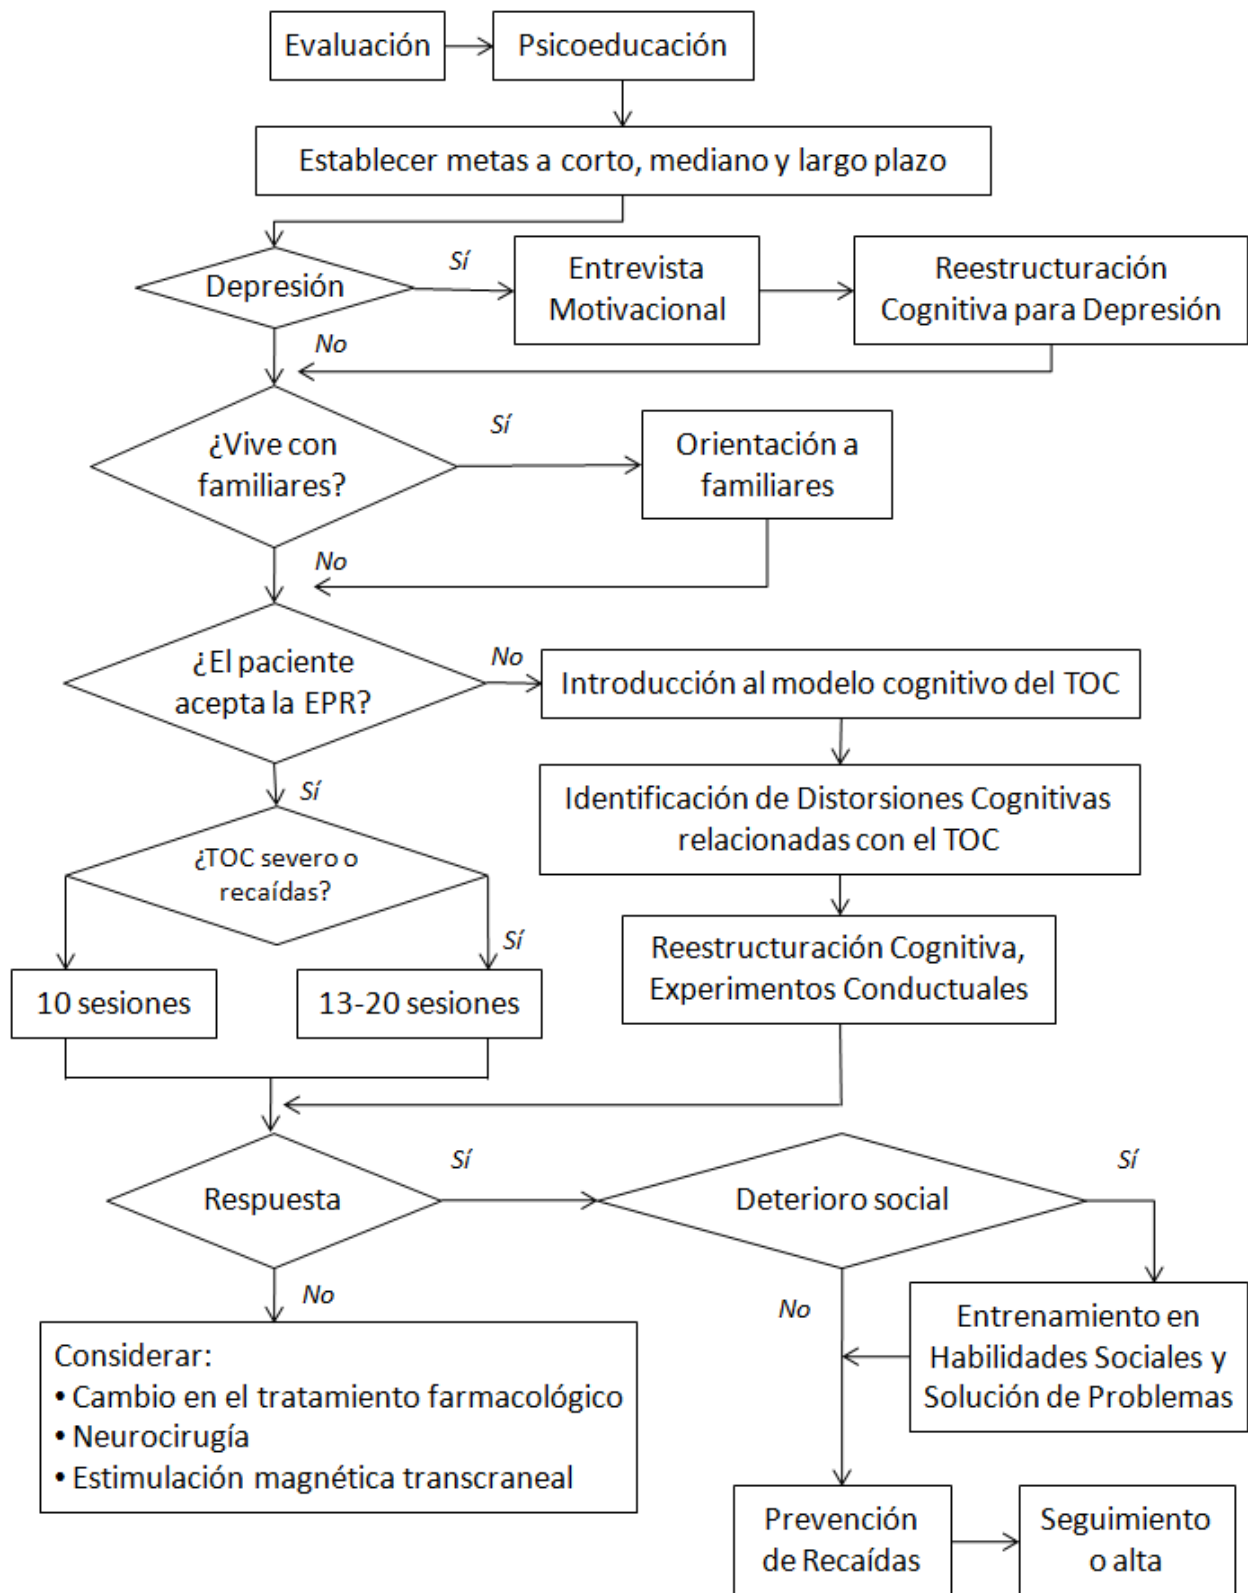 Evaluación
Psicoeducación
Establecer metas a corto, mediano y largo plazo
Depresión
Sí
Entrevista
Motivacional
Reestructuración
Cognitiva para Depresión
No
¿Vive con
familiares?
Sí
Orientación a
familiares
No
¿El paciente
acepta la EPR?
No
Introducción al modelo cognitivo del TOC
Sí
Identificación de Distorsiones Cognitivas
relacionadas con el TOC
¿TOC severo o
recaídas?
Sí
Reestructuración Cognitiva,
Experimentos Conductuales
10 sesiones
13-20 sesiones
Respuesta
Sí
Deterioro social
Sí
No
No
Considerar:
• Cambio en el tratamiento farmacológico
• Neurocirugía
• Estimulación magnética transcraneal
Entrenamiento en
Habilidades Sociales y
Solución de Problemas
Prevención
de Recaídas
Seguimiento
o alta